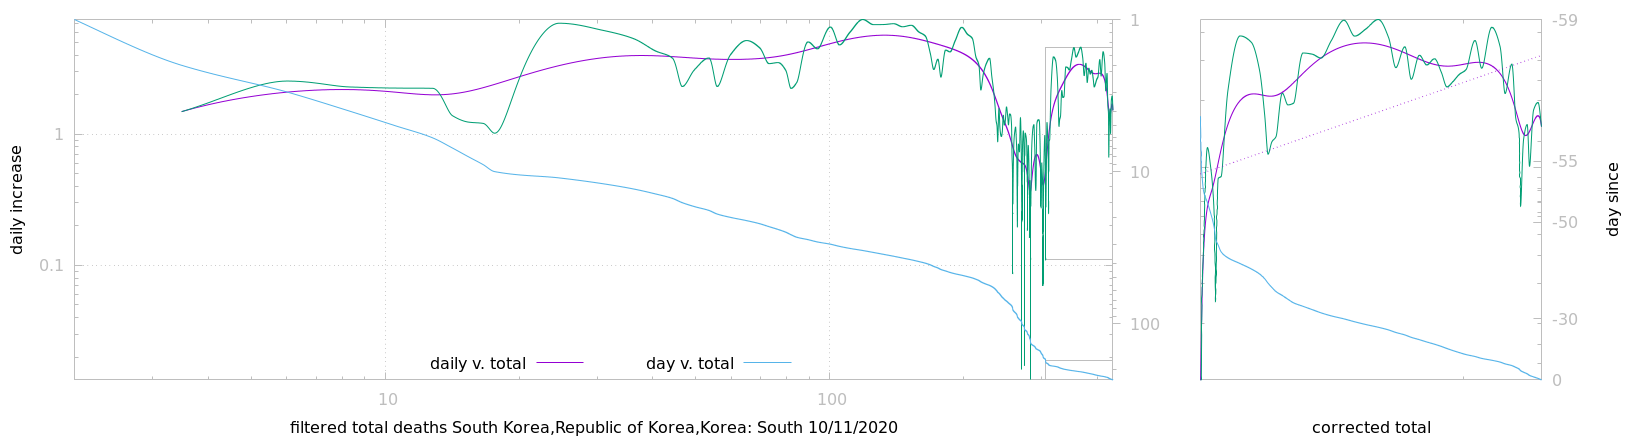 daily increase
1
0.1
10
100
1
10
100
daily v. total
day v. total
filtered total deaths South Korea,Republic of Korea,Korea: South 10/11/2020
-59
-55
-50
-30
0
day since
corrected total